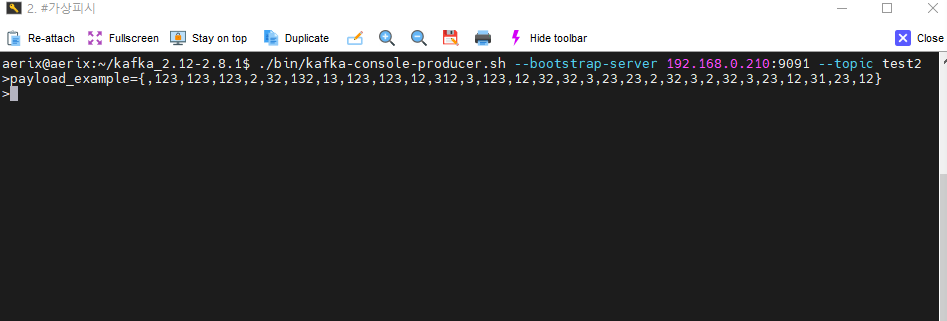 2. #가상피시
Re-attach Fullscreen Stay on top Duplicate Hide toolbar Close
aerix@aerix:~/kafka_2.12-2.8.1$ ./bin/kafka-console-producer.sh --bootstrap-server 192.168.0.210:9091 --topic test2
>payload_example={,123,123,123,2,32,132,13,123,123,12,312,3,123,12,32,32,3,23,23,2,32,3,2,32,3,23,12,31,23,12}
>